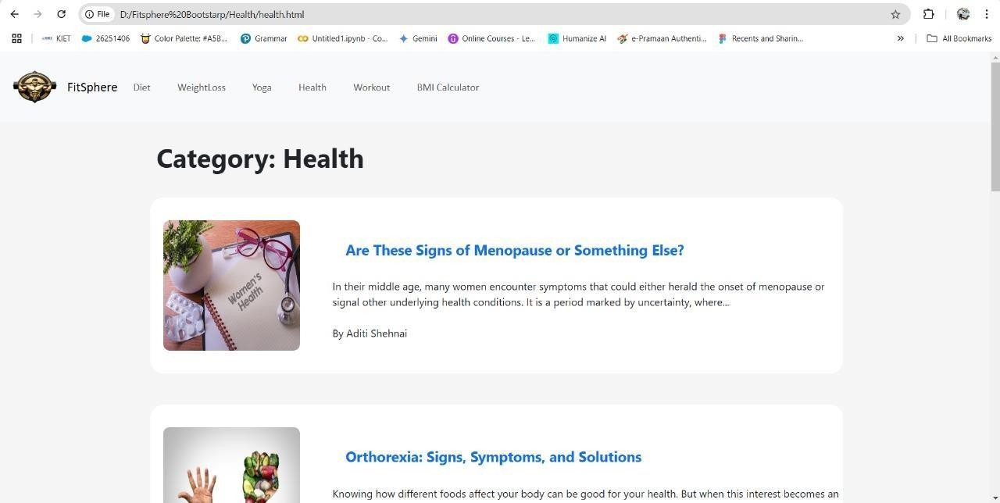 File D:/Fitsphere%20Bootstarp/Health/health.html
KIET 26251406 Color Palette: #A5B... Grammar Untitled1.ipynb - Co... Gemini Online Courses - Le... Humanize AI e-Pramaan Authenti... Recents and Sharin... » All Bookmarks
FitSphere Diet WeightLoss Yoga Health Workout BMI Calculator
Category: Health
Women's
Health
Are These Signs of Menopause or Something Else?
In their middle age, many women encounter symptoms that could either herald the onset of menopause or
signal other underlying health conditions. It is a period marked by uncertainty, where...
By Aditi Shehnai
Orthorexia: Signs, Symptoms, and Solutions
Knowing how different foods affect your body can be good for your health. But when this interest becomes an